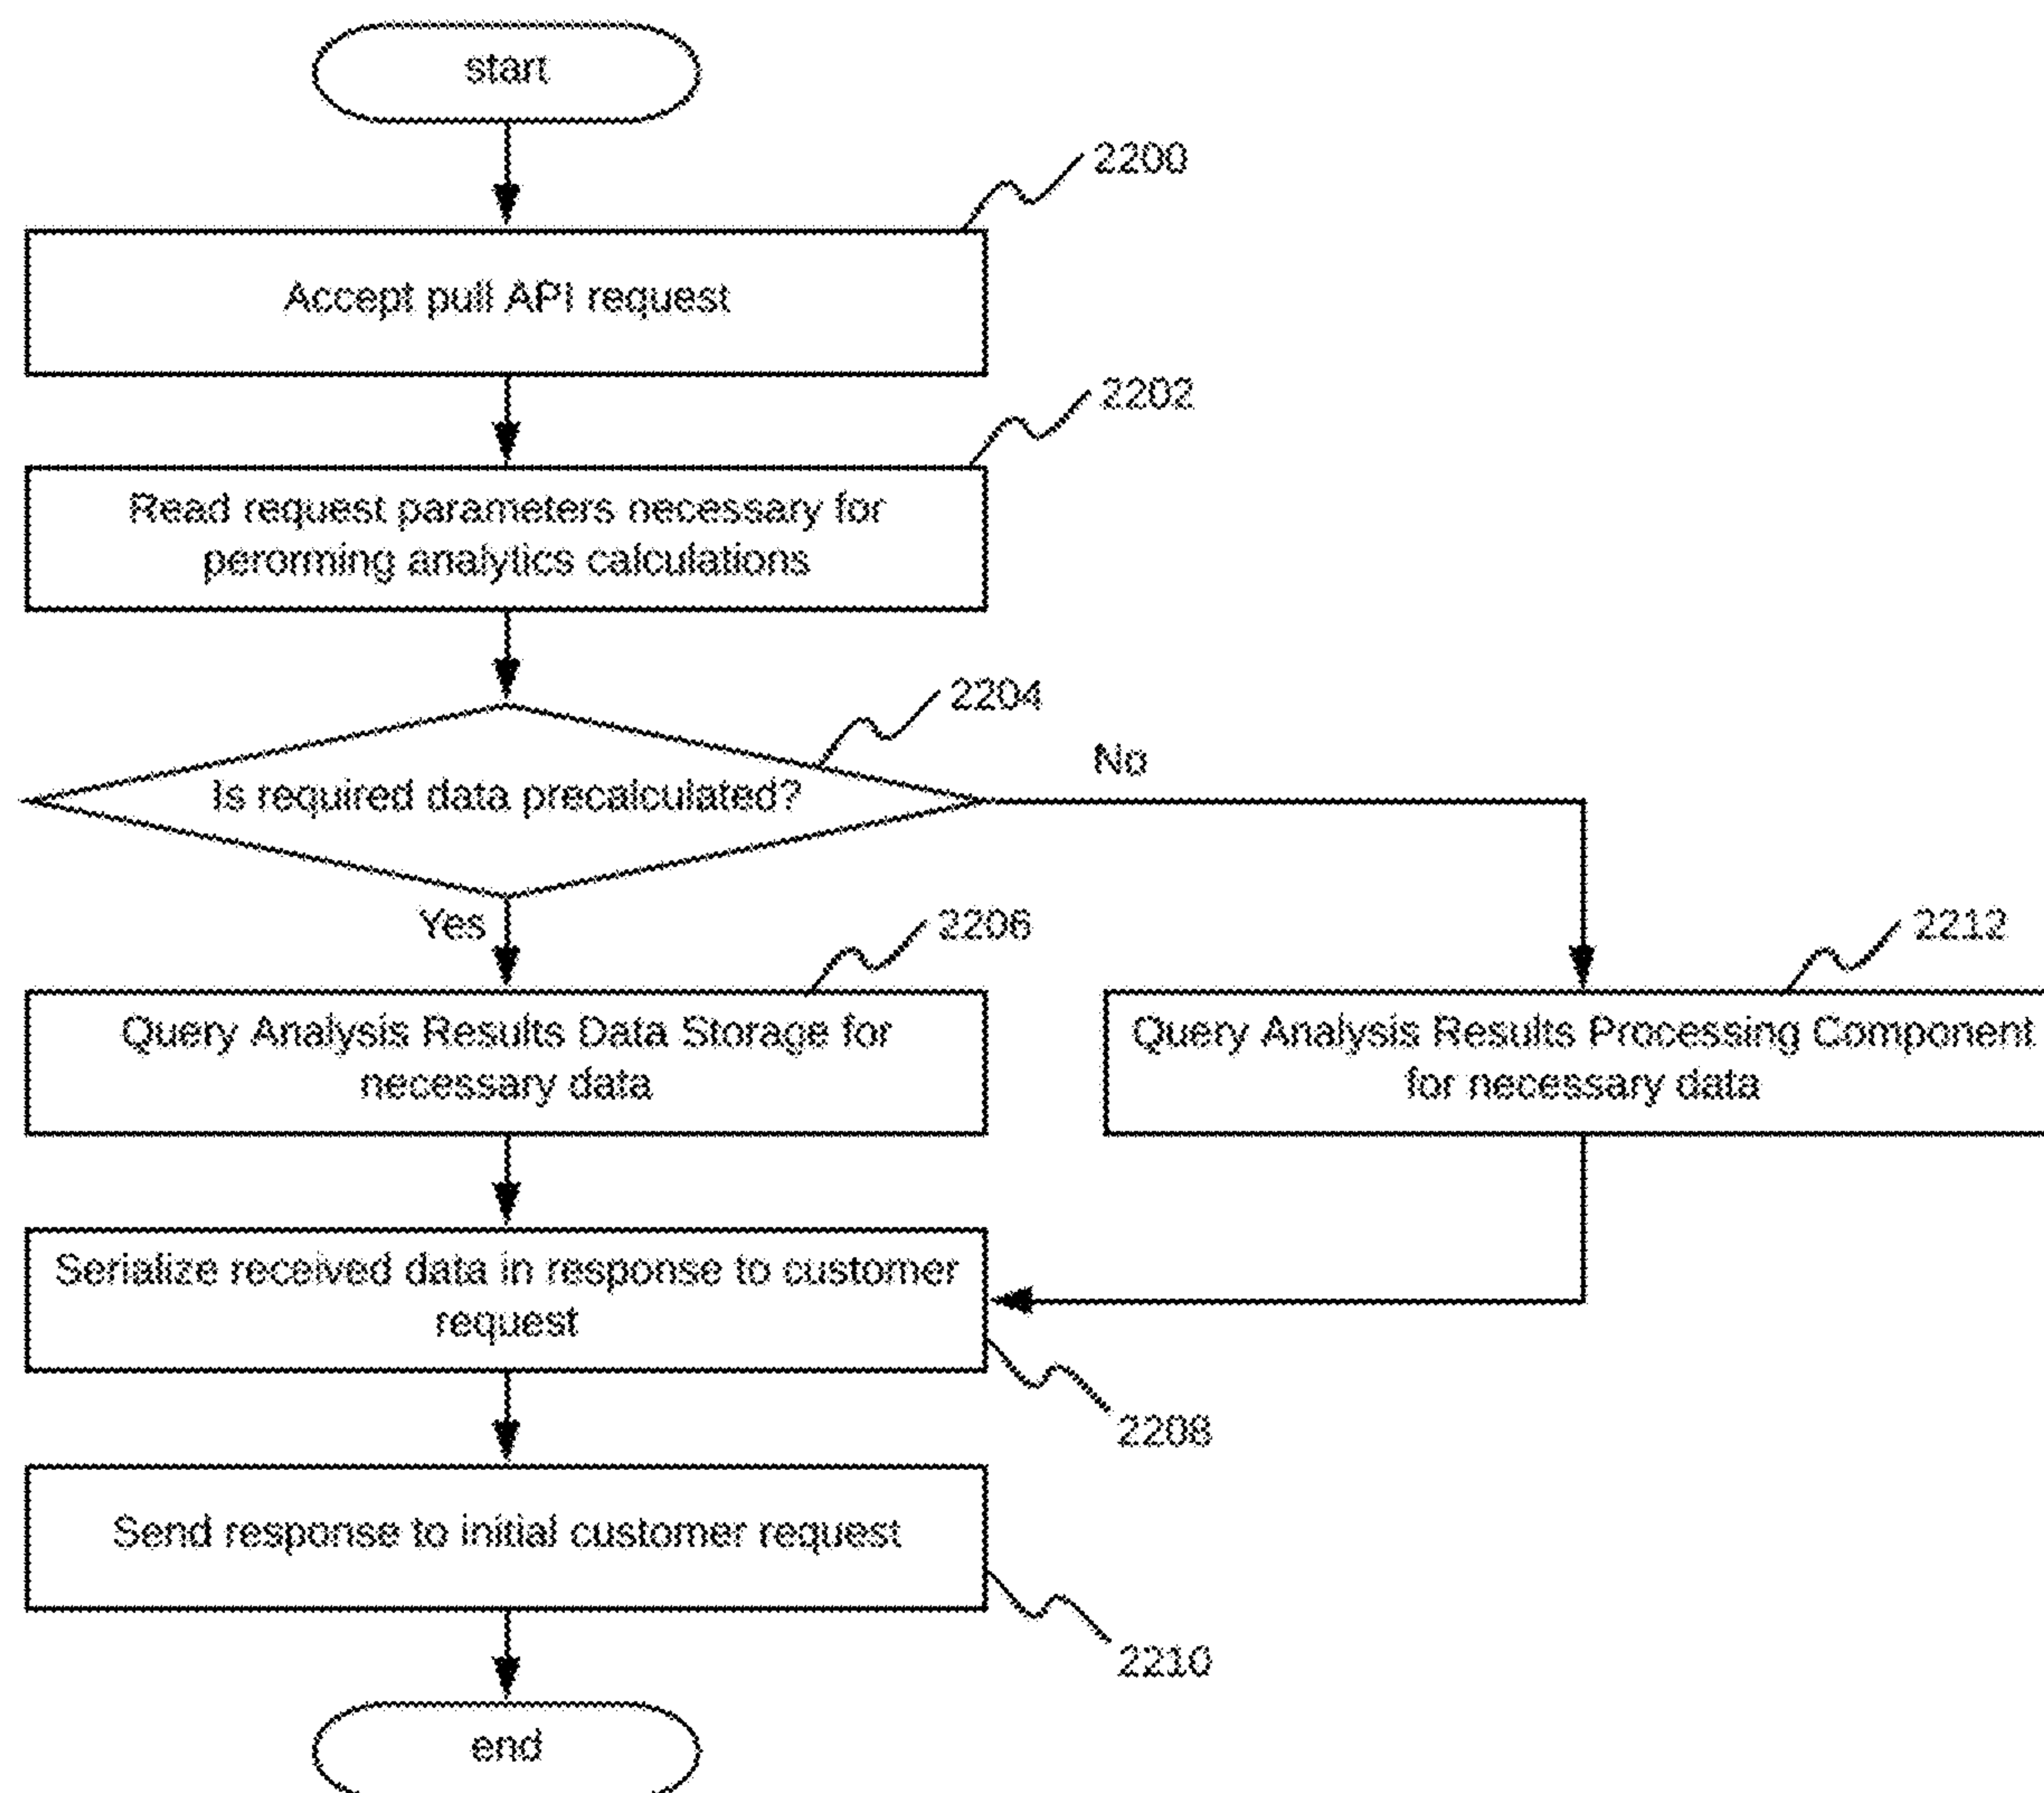 start
2200
Accept pull API request
2202
Read request parameters necessary for
perorming analytics calculations
2204
Is required data precalculated?
No
Yes
2206
2212
Query Analysis Results Data Storage for
necessary data
Query Analysis Results Processing Component
for necessary data
Serialize received data in response to customer
request
2208
Send response to initial customer request
2210
end